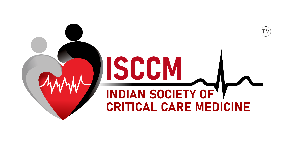 ISCCM
INDIAN SOCIETY OF
CRITICAL CARE MEDICINE